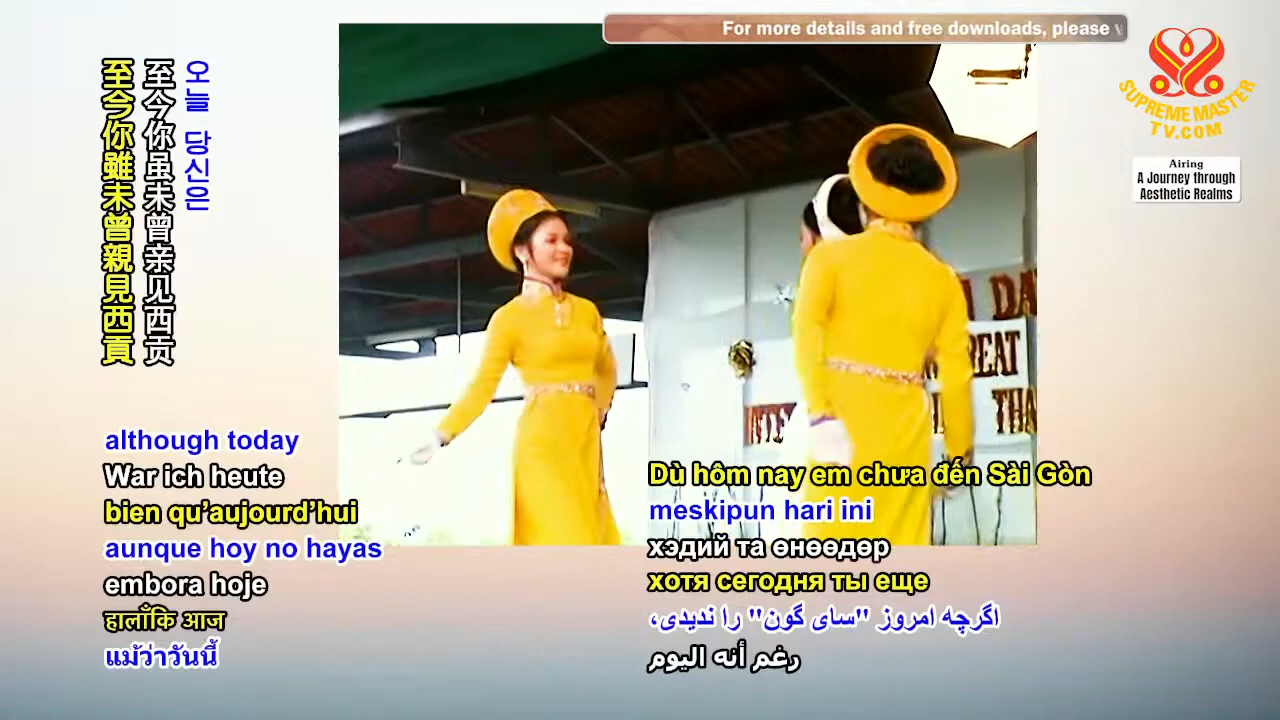 For more details and free downloads, please
SUPREME MASTER
TV.COM
Airing
A Journey through
Aesthetic Realms
오늘 당신은
至今你虽未曾亲见西贡
至今你雖未曾親見西貢
DA
REAT
INTE
THA
although today
War ich heute
bien qu’aujourd’hui
aunque hoy no hayas
embora hoje
हालाँकि आज
แม้ว่าวันนี้
Dù hôm nay em chưa đến Sài Gòn
meskipun hari ini
хэдий та өнөөдөр
хотя сегодня ты еще
اگرچه امروز "سای گون" را ندیدی،
رغم أنه اليوم